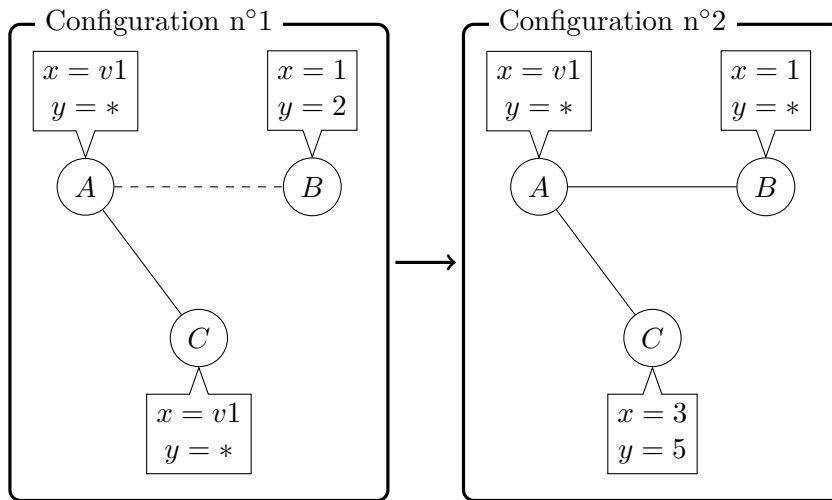 Configuration n°1
x = v1
y = *
x = 1
y = 2
A
B
C
x = v1
y = *
Configuration n°2
x = v1
y = *
x = 1
y = *
A
B
C
x = 3
y = 5